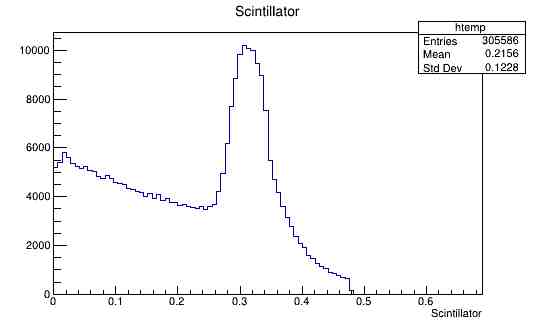 Scintillator
htemp
Entries 305586
Mean 0.2156
Std Dev 0.1228
10000
8000
6000
4000
2000
0
0 0.1 0.2 0.3 0.4 0.5 0.6
Scintillator